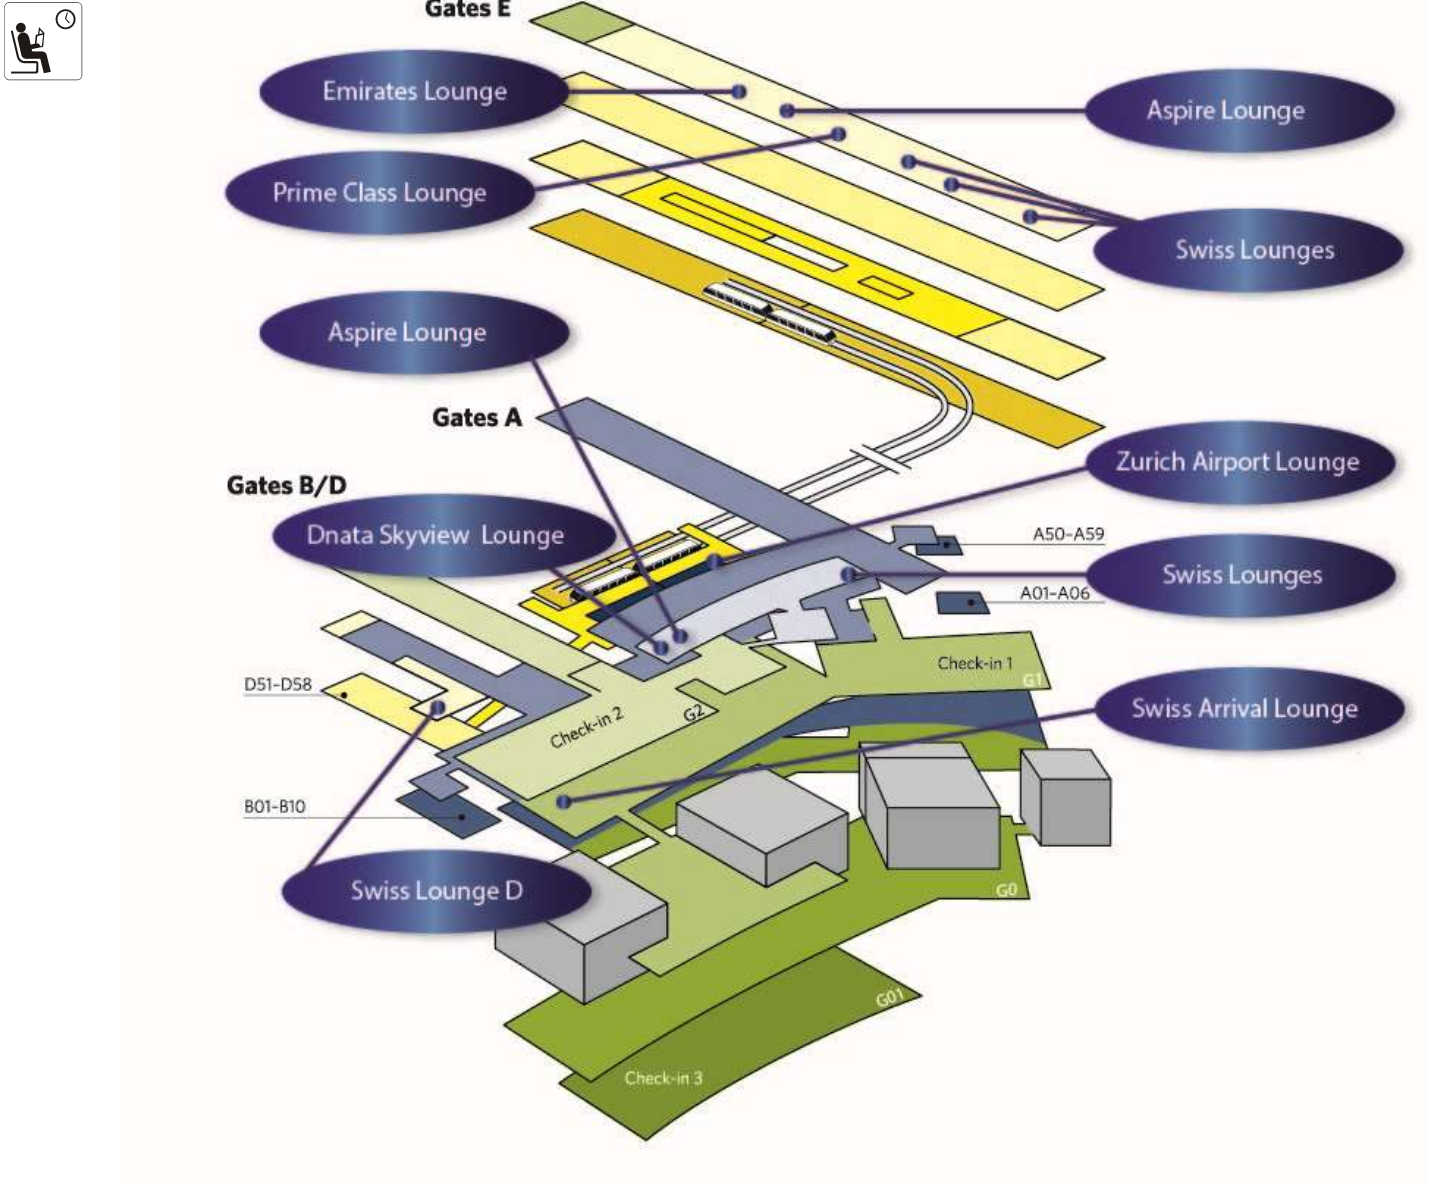 Gates E
Emirates Lounge
Aspire Lounge
Prime Class Lounge
Swiss Lounges
Aspire Lounge
Gates A
Zurich Airport Lounge
Gates B/D
Dnata Skyview Lounge
A50-A59
Swiss Lounges
A01-A06
Check-in 1
G1
D51-D58
Check-in 2
G2
Swiss Arrival Lounge
B01-B10
Swiss Lounge D
G0
G01
Check-in 3